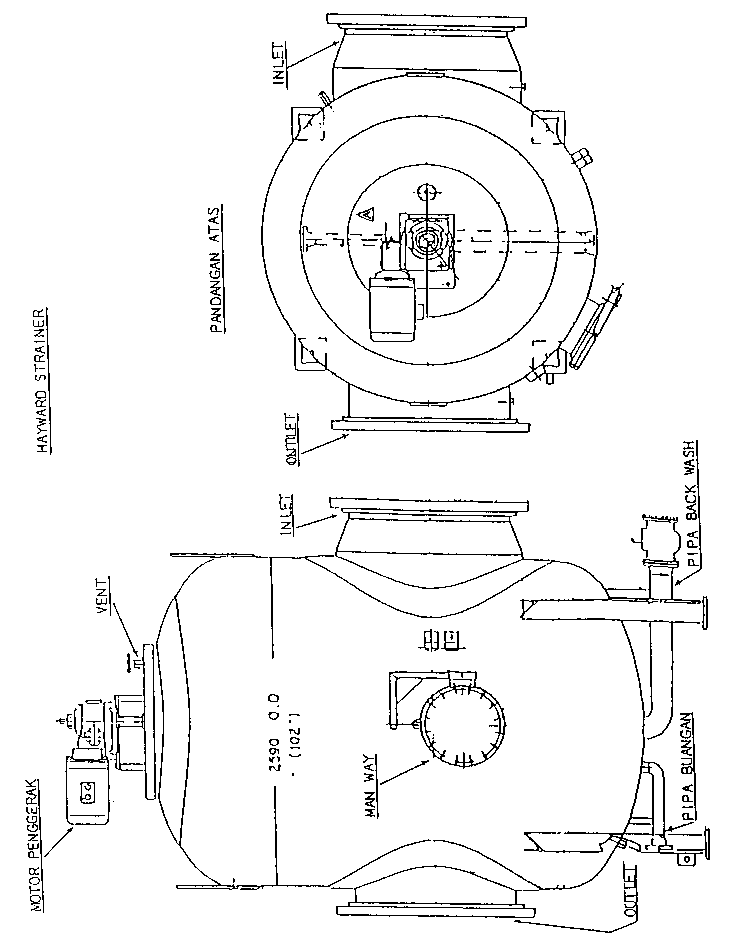 HAYWARD STRAINER
PANDANGAN ATAS
INLET
OUTLET
A
MOTOR PENGGERAK
VENT
INLET
2590 O.D
(102")
MAN WAY
PIPA BACK WASH
PIPA BUANGAN
OUTLET